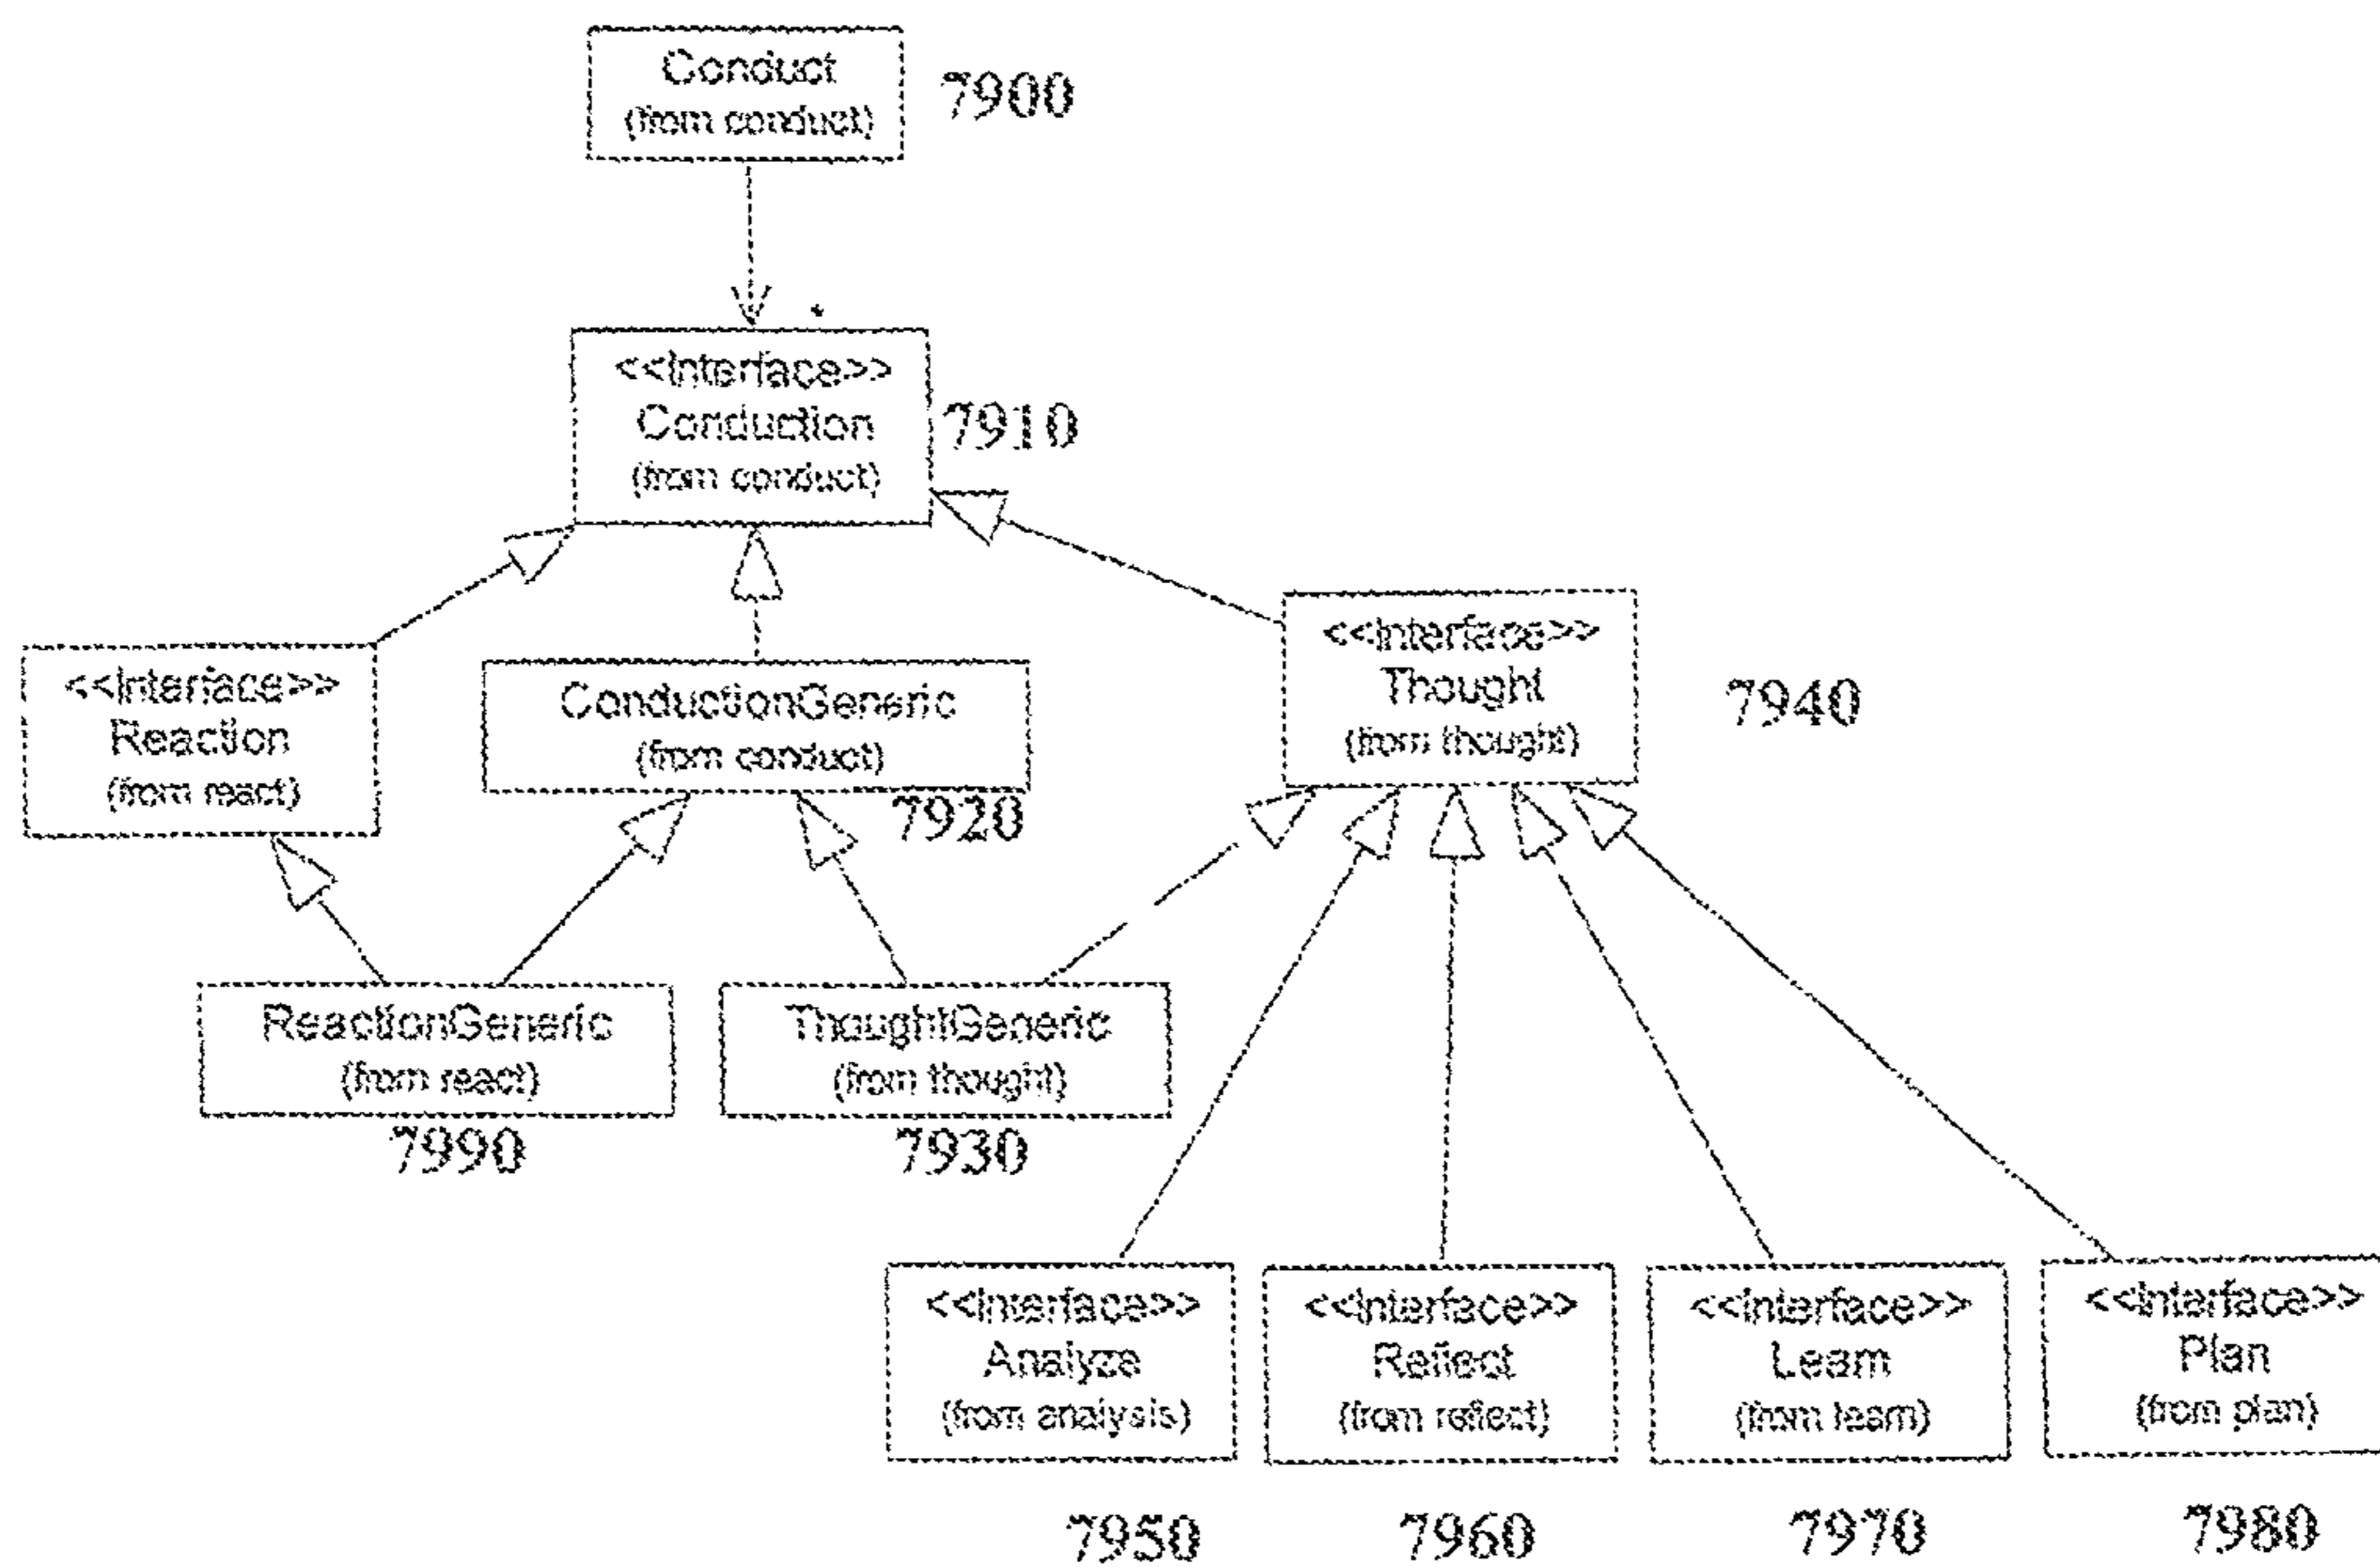 Conduct
(from conduct)
7900
<<Interface>>
Conduction
(from conduct)
7910
<<Interface>>
Reaction
(from react)
ConductionGeneric
(from conduct)
7920
<<Interface>>
Thought
(from thought)
7940
ReactionGeneric
(from react)
7990
ThoughtGeneric
(from thought)
7930
<<Interface>>
Analyze
(from analysis)
7950
<<Interface>>
Reflect
(from reflect)
7960
<<Interface>>
Learn
(from learn)
7970
<<Interface>>
Plan
(from plan)
7980